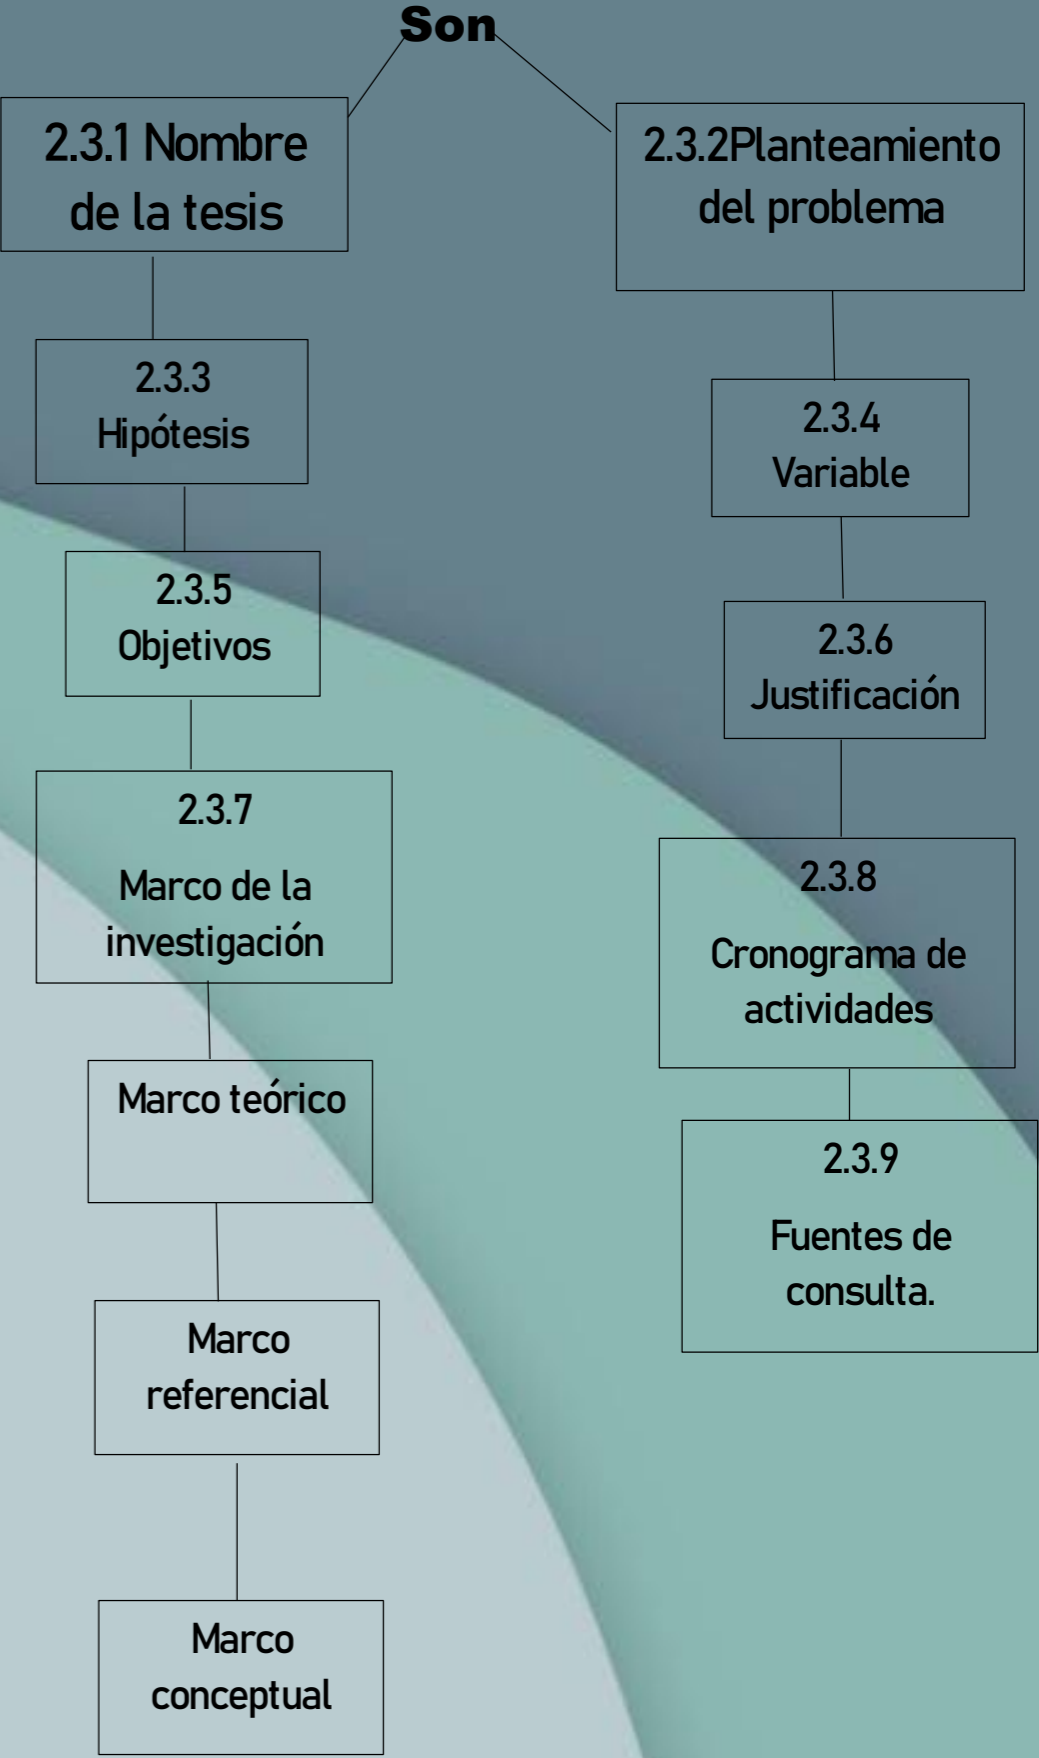 Son
2.3.1 Nombre
de la tesis
2.3.2Planteamiento
del problema
2.3.3
Hipótesis
2.3.4
Variable
2.3.5
Objetivos
2.3.6
Justificación
2.3.7
Marco de la
investigación
2.3.8
Cronograma de
actividades
Marco teórico
2.3.9
Fuentes de
consulta.
Marco
referencial
Marco
conceptual